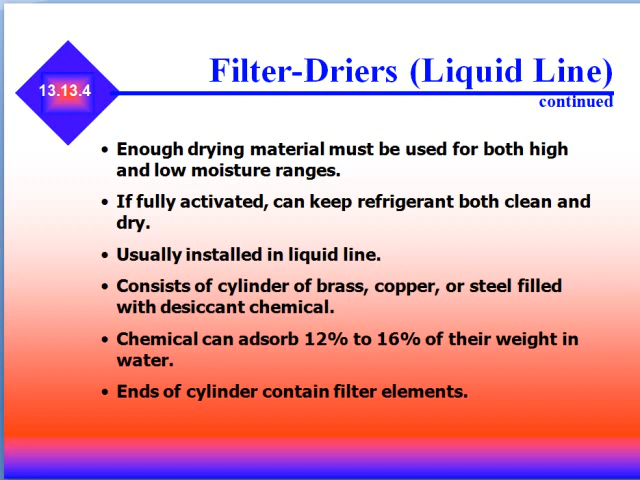 Filter-Driers (Liquid Line)
13.13.4
continued
• Enough drying material must be used for both high
and low moisture ranges.
• If fully activated, can keep refrigerant both clean and
dry.
• Usually installed in liquid line.
• Consists of cylinder of brass, copper, or steel filled
with desiccant chemical.
• Chemical can adsorb 12% to 16% of their weight in
water.
• Ends of cylinder contain filter elements.